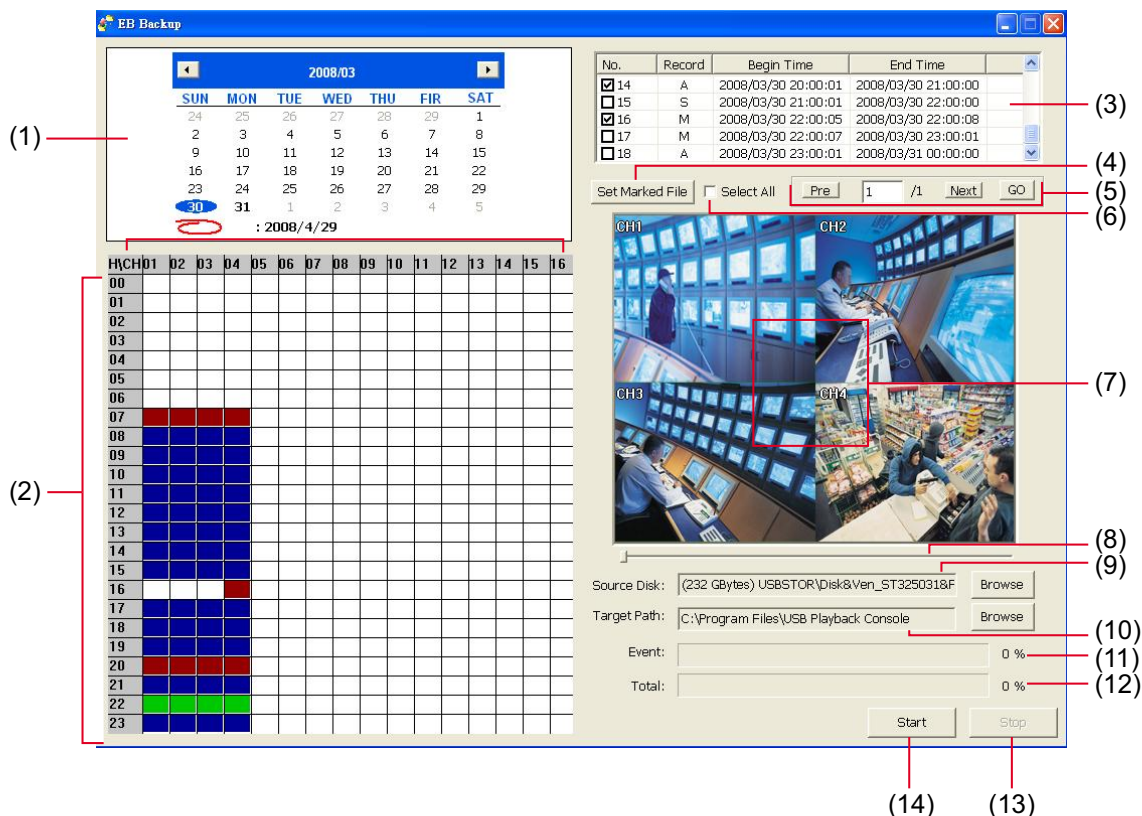 EB Backup
2008/03
SUN MON TUE WED THU FIR SAT
24 25 26 27 28 29 1
2 3 4 5 6 7 8
9 10 11 12 13 14 15
16 17 18 19 20 21 22
23 24 25 26 27 28 29
30 31 1 2 3 4 5
: 2008/4/29
(1)
H\CH 01 02 03 04 05 06 07 08 09 10 11 12 13 14 15 16
00
01
02
03
04
05
06
07
08
09
10
11
12
13
14
15
16
17
18
19
20
21
22
23
(2)
No. Record Begin Time End Time
14 A 2008/03/30 20:00:01 2008/03/30 21:00:00
15 S 2008/03/30 21:00:01 2008/03/30 22:00:00
16 M 2008/03/30 22:00:05 2008/03/30 22:00:08
17 M 2008/03/30 22:00:07 2008/03/30 23:00:01
18 A 2008/03/30 23:00:01 2008/03/31 00:00:00
(3)
(4)
Set Marked File Select All Pre 1 /1 Next GO
(5)
(6)
CH1 CH2
CH3 CH4
(7)
(8)
(9)
Source Disk: (232 GBytes) USBSTOR\Disk&Ven_ST325031&F Browse
Target Path: C:\Program Files\USB Playback Console Browse
(10)
Event: 0 % (11)
Total: 0 % (12)
Start Stop
(14) (13)